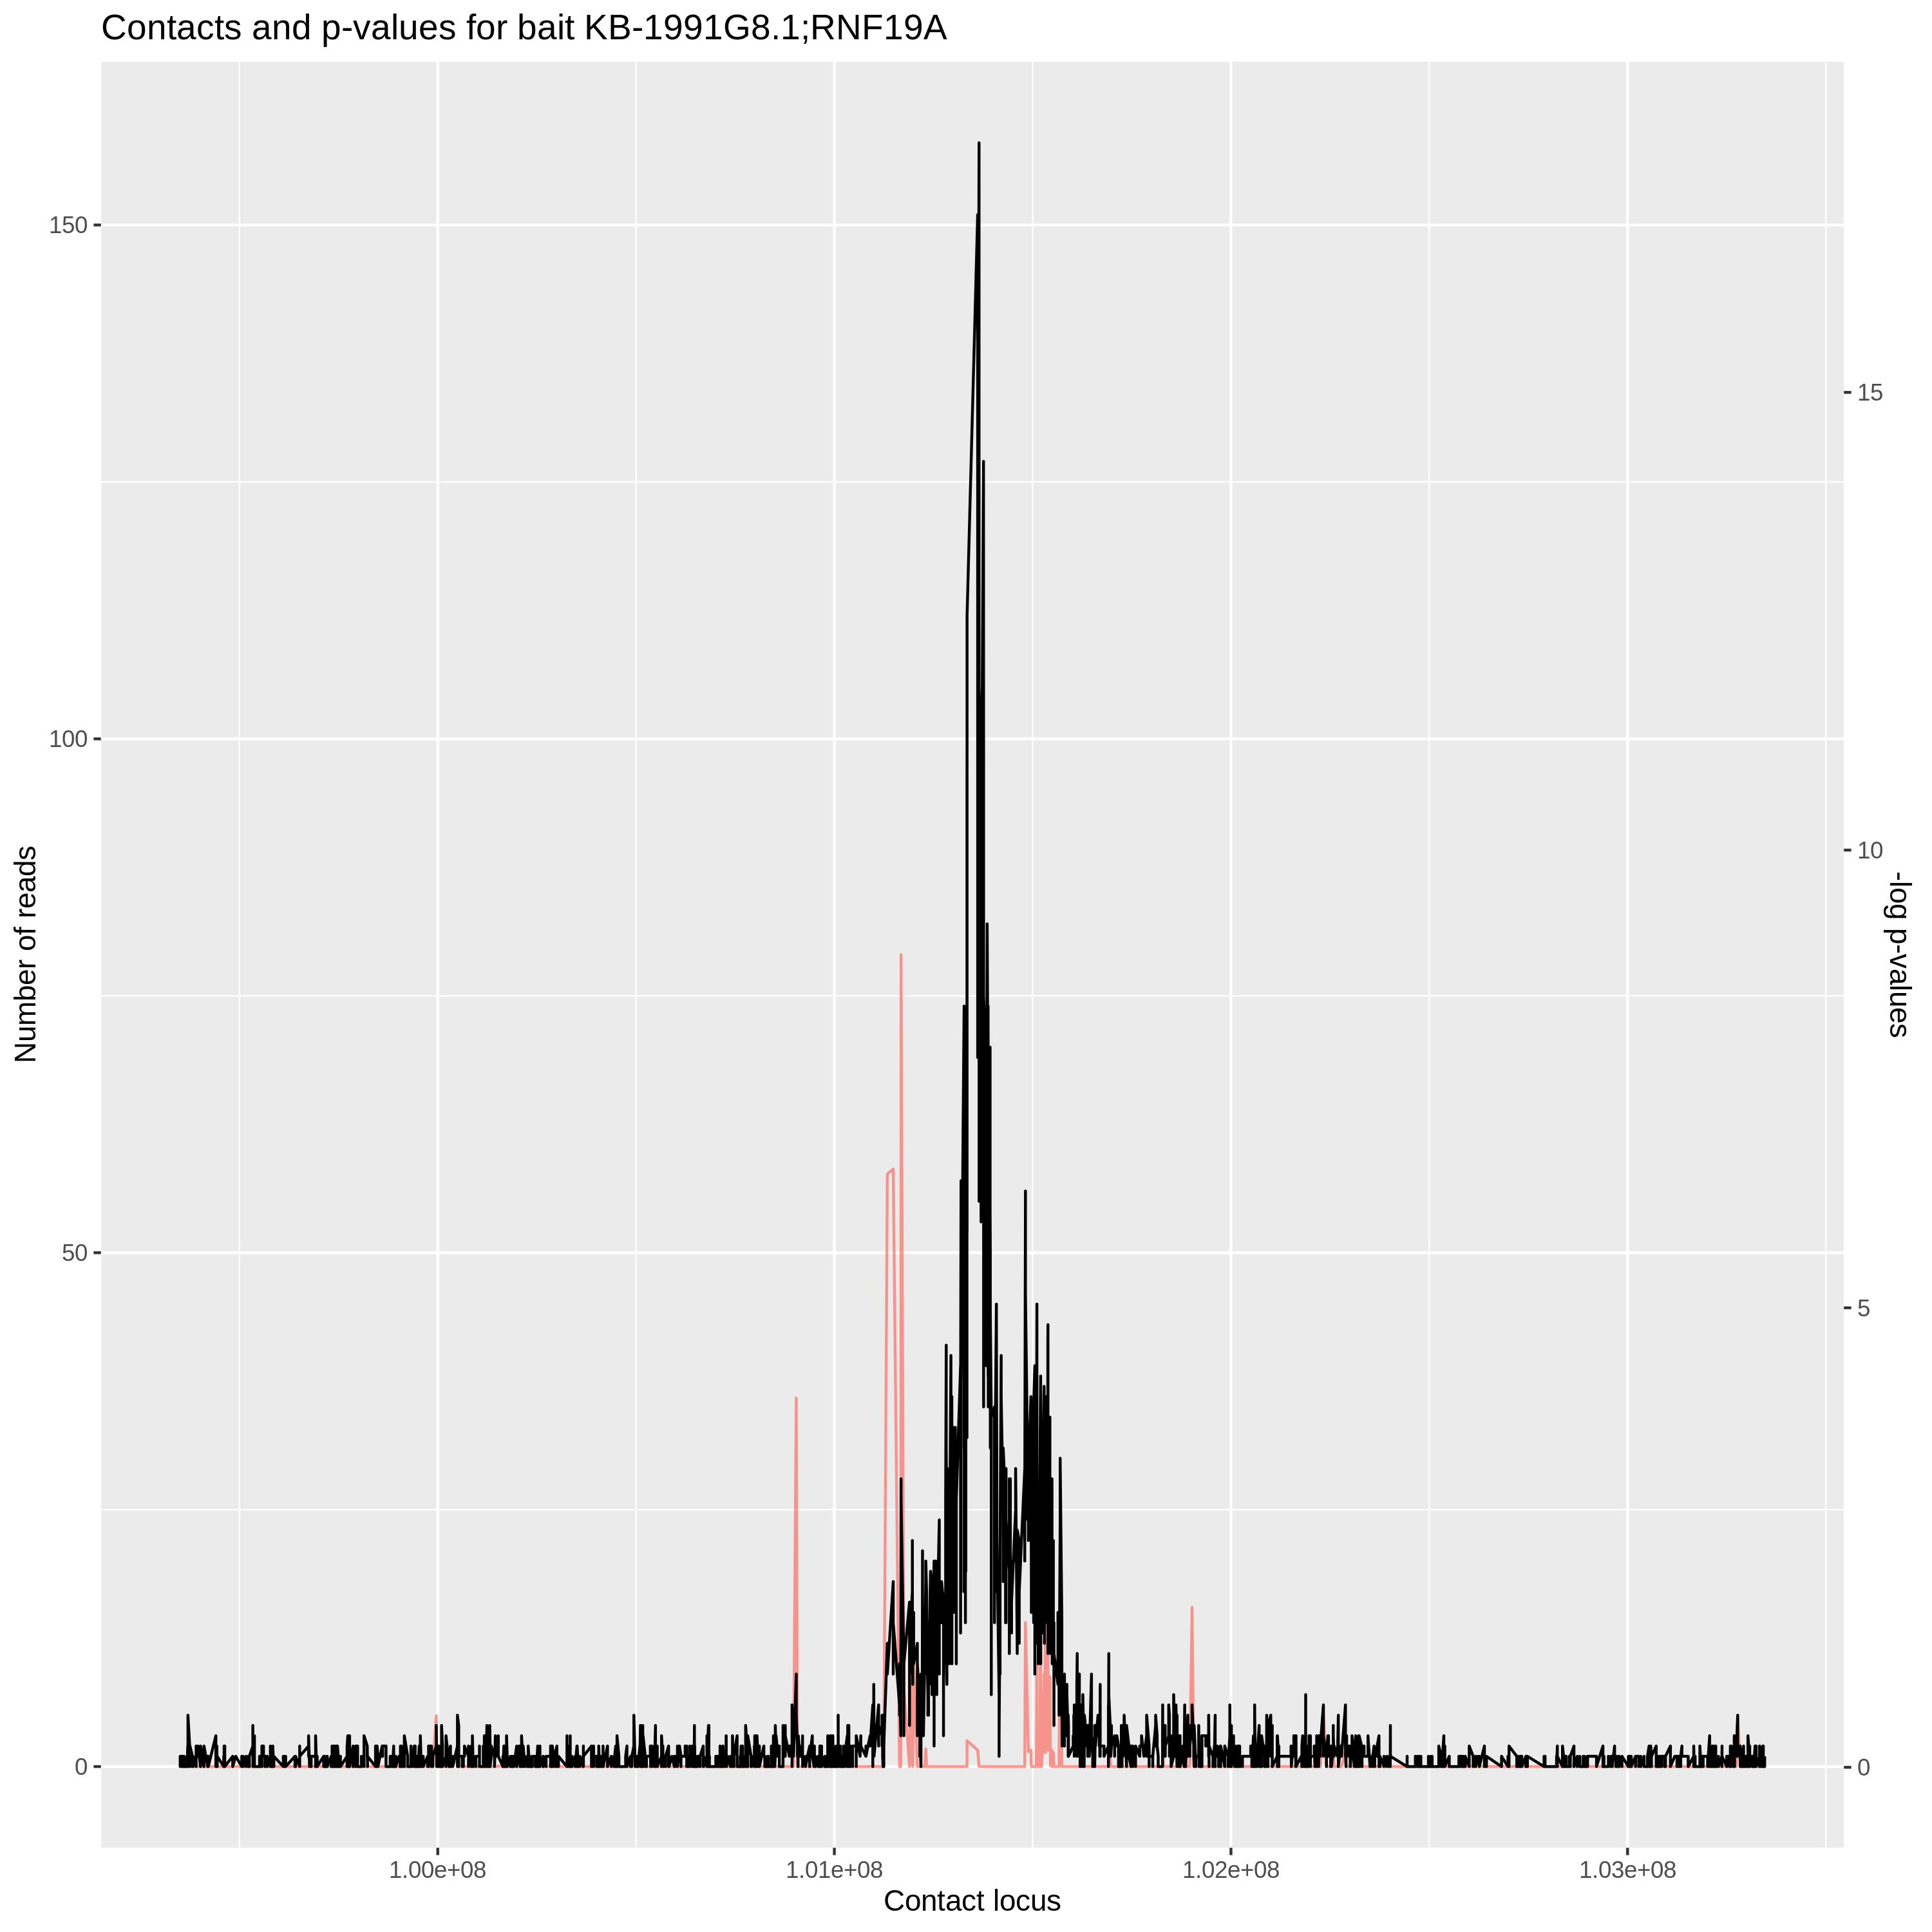 Contacts and p-values for bait KB-1991G8.1;RNF19A
150
100
50
0
Number of reads
15
10
5
0
-log p-values
1.00e+08 1.01e+08 1.02e+08 1.03e+08
Contact locus